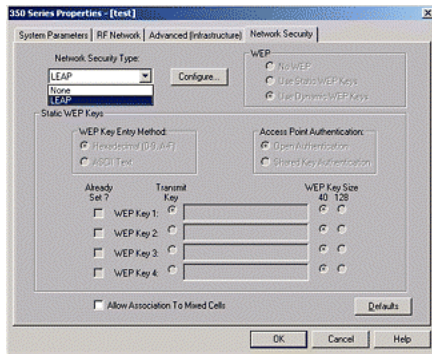 350 Series Properties - [test]
System Parameters RF Network Advanced (Infrastructure) Network Security
Network Security Type:
LEAP
None
LEAP
Configure...
WEP
No WEP
Use Static WEP Keys
Use Dynamic WEP Keys
Static WEP Keys
WEP Key Entry Method:
Hexadecimal (0-9, A-F)
ASCII Text
Access Point Authentication:
Open Authentication
Shared Key Authentication
Already Set ?
Transmit Key
WEP Key Size
40 128
WEP Key 1:
WEP Key 2:
WEP Key 3:
WEP Key 4:
Allow Association To Mixed Cells
Defaults
OK Cancel Help